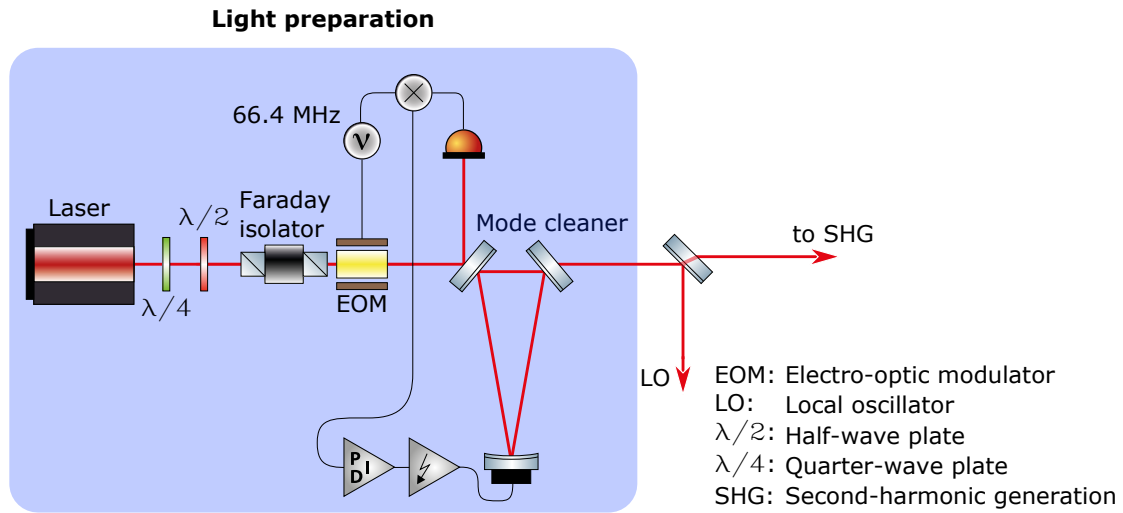 Light preparation
66.4 MHz
ν
Laser
λ/2
Faraday
isolator
Mode cleaner
to SHG
λ/4
EOM
LO
P
I
D
EOM: Electro-optic modulator
LO: Local oscillator
λ/2: Half-wave plate
λ/4: Quarter-wave plate
SHG: Second-harmonic generation